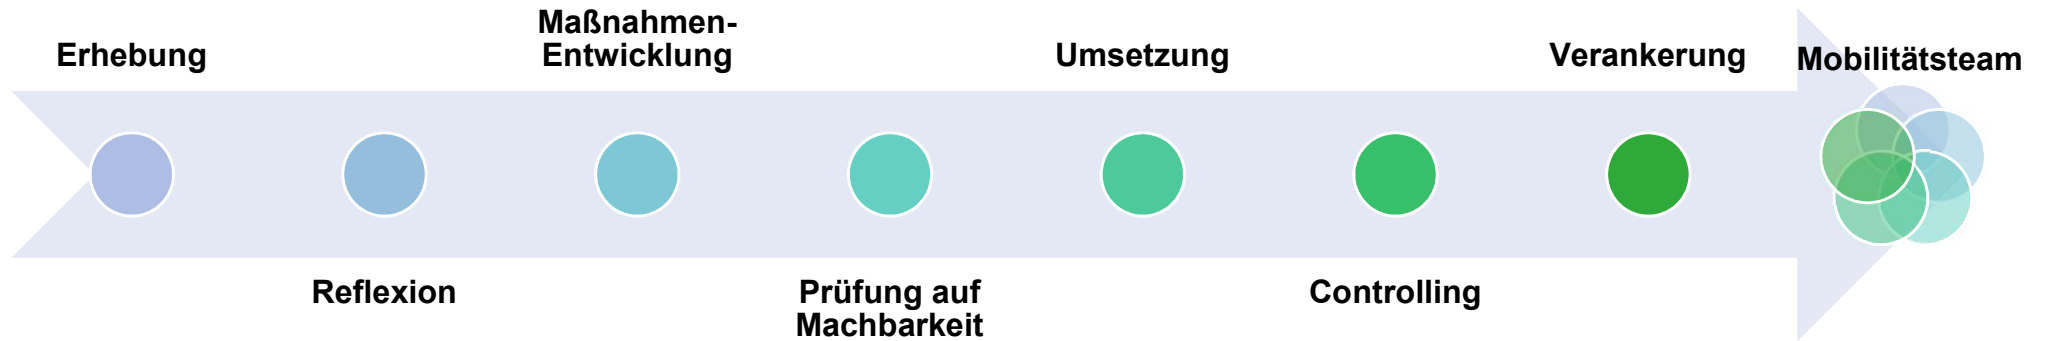 Erhebung
Reflexion
Maßnahmen-
Entwicklung
Prüfung auf
Machbarkeit
Umsetzung
Controlling
Verankerung
Mobilitätsteam